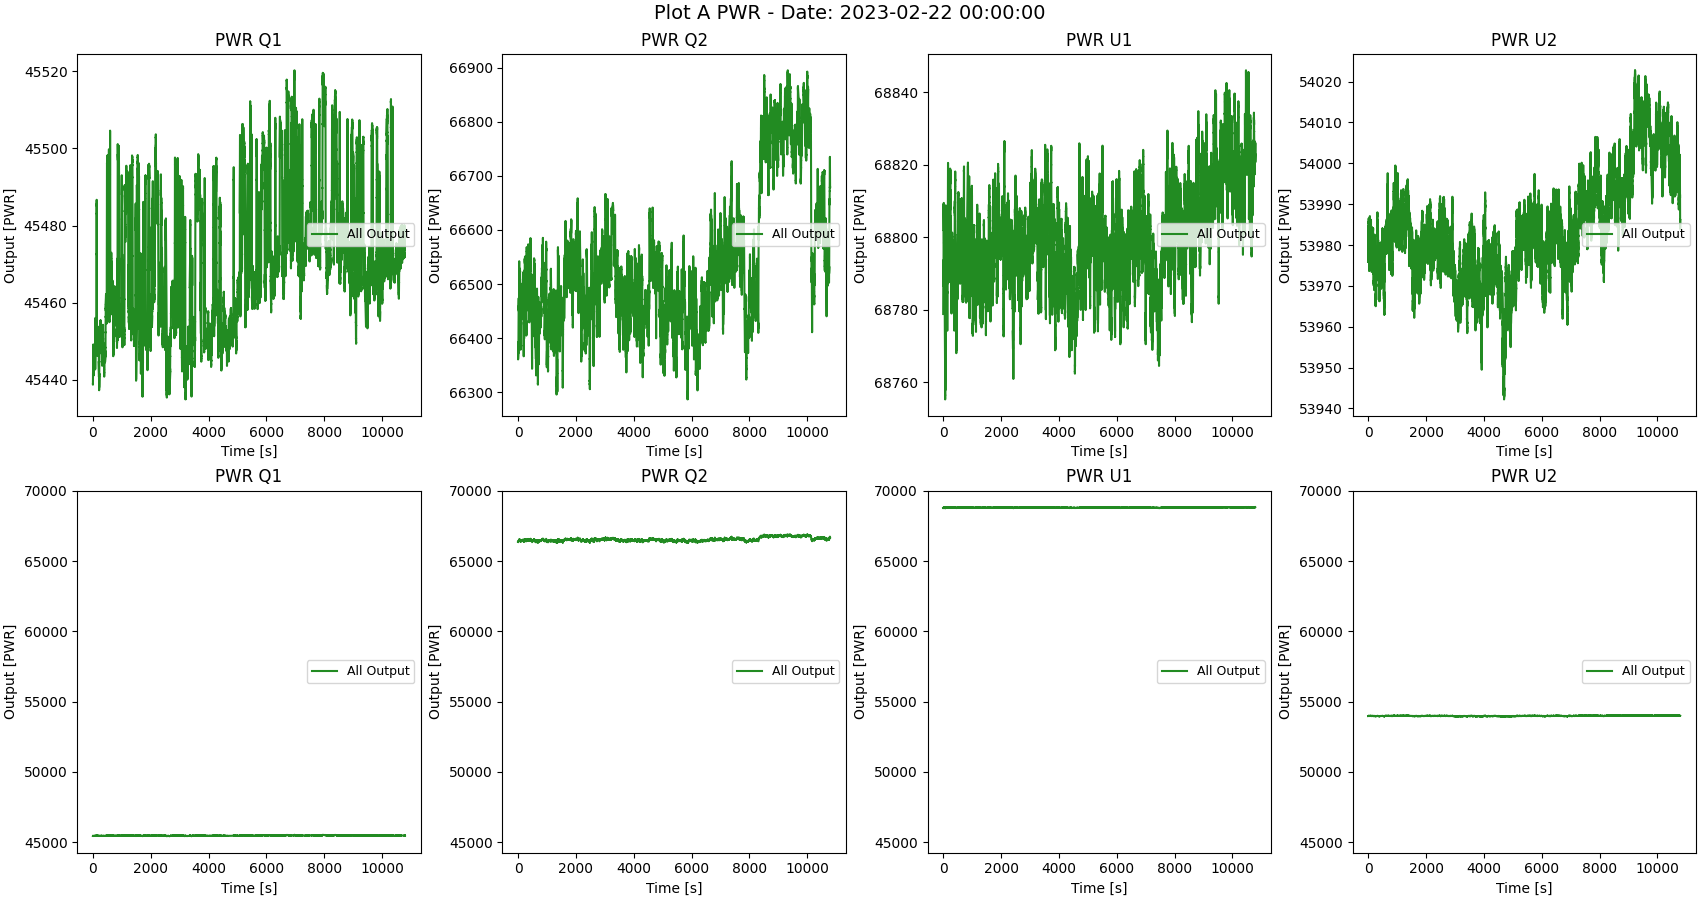 Plot A PWR - Date: 2023-02-22 00:00:00
PWR Q1
PWR Q2
PWR U1
PWR U2
Output [PWR]
45520
45500
45480
45460
45440
All Output
0 2000 4000 6000 8000 10000
Time [s]
Output [PWR]
66900
66800
66700
66600
66500
66400
66300
All Output
0 2000 4000 6000 8000 10000
Time [s]
Output [PWR]
68840
68820
68800
68780
68760
All Output
0 2000 4000 6000 8000 10000
Time [s]
Output [PWR]
54020
54010
54000
53990
53980
53970
53960
53950
53940
All Output
0 2000 4000 6000 8000 10000
Time [s]
PWR Q1
PWR Q2
PWR U1
PWR U2
Output [PWR]
70000
65000
60000
55000
50000
45000
All Output
0 2000 4000 6000 8000 10000
Time [s]
Output [PWR]
70000
65000
60000
55000
50000
45000
All Output
0 2000 4000 6000 8000 10000
Time [s]
Output [PWR]
70000
65000
60000
55000
50000
45000
All Output
0 2000 4000 6000 8000 10000
Time [s]
Output [PWR]
70000
65000
60000
55000
50000
45000
All Output
0 2000 4000 6000 8000 10000
Time [s]